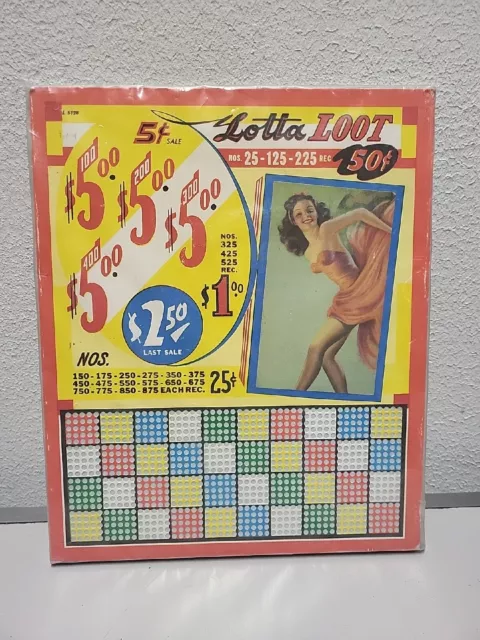 5¢ SALE
Lotta LOOT
NOS. 25-125-225 REC.
50¢
100
$5.00
200
$5.00
300
$5.00
400
$5.00
NOS.
325
425
525
REC.
$1.00
$2.50
LAST SALE
NOS.
150-175-250-275-350-375
450-475-550-575-650-675
750-775-850-875 EACH REC. 25¢